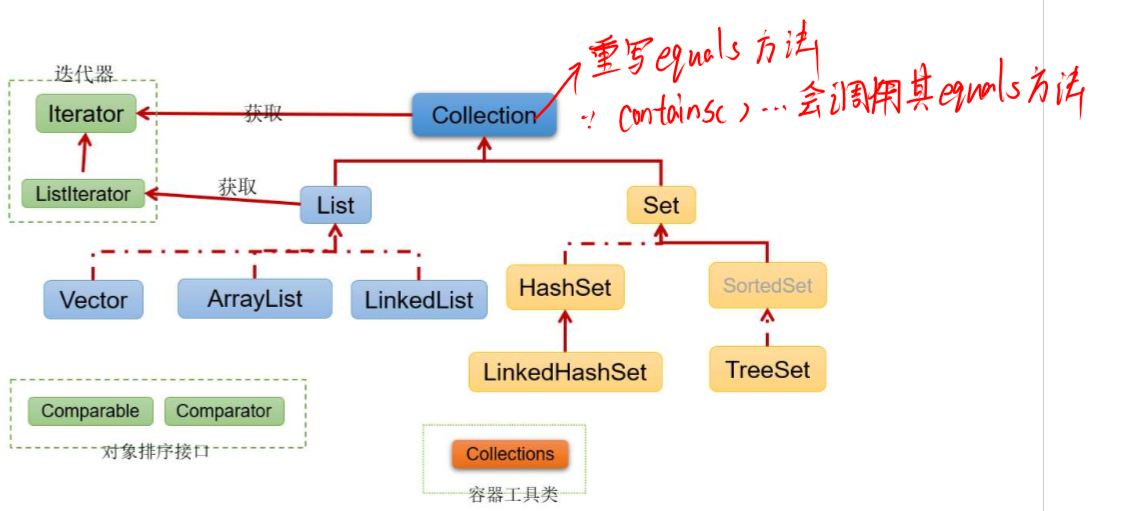 重写equals 方法
∵ contains(),... 会调用其equals方法
迭代器
Iterator
获取
Collection
ListIterator
获取
List
Set
Vector
ArrayList
LinkedList
HashSet
SortedSet
LinkedHashSet
TreeSet
Comparable
Comparator
对象排序接口
Collections
容器工具类